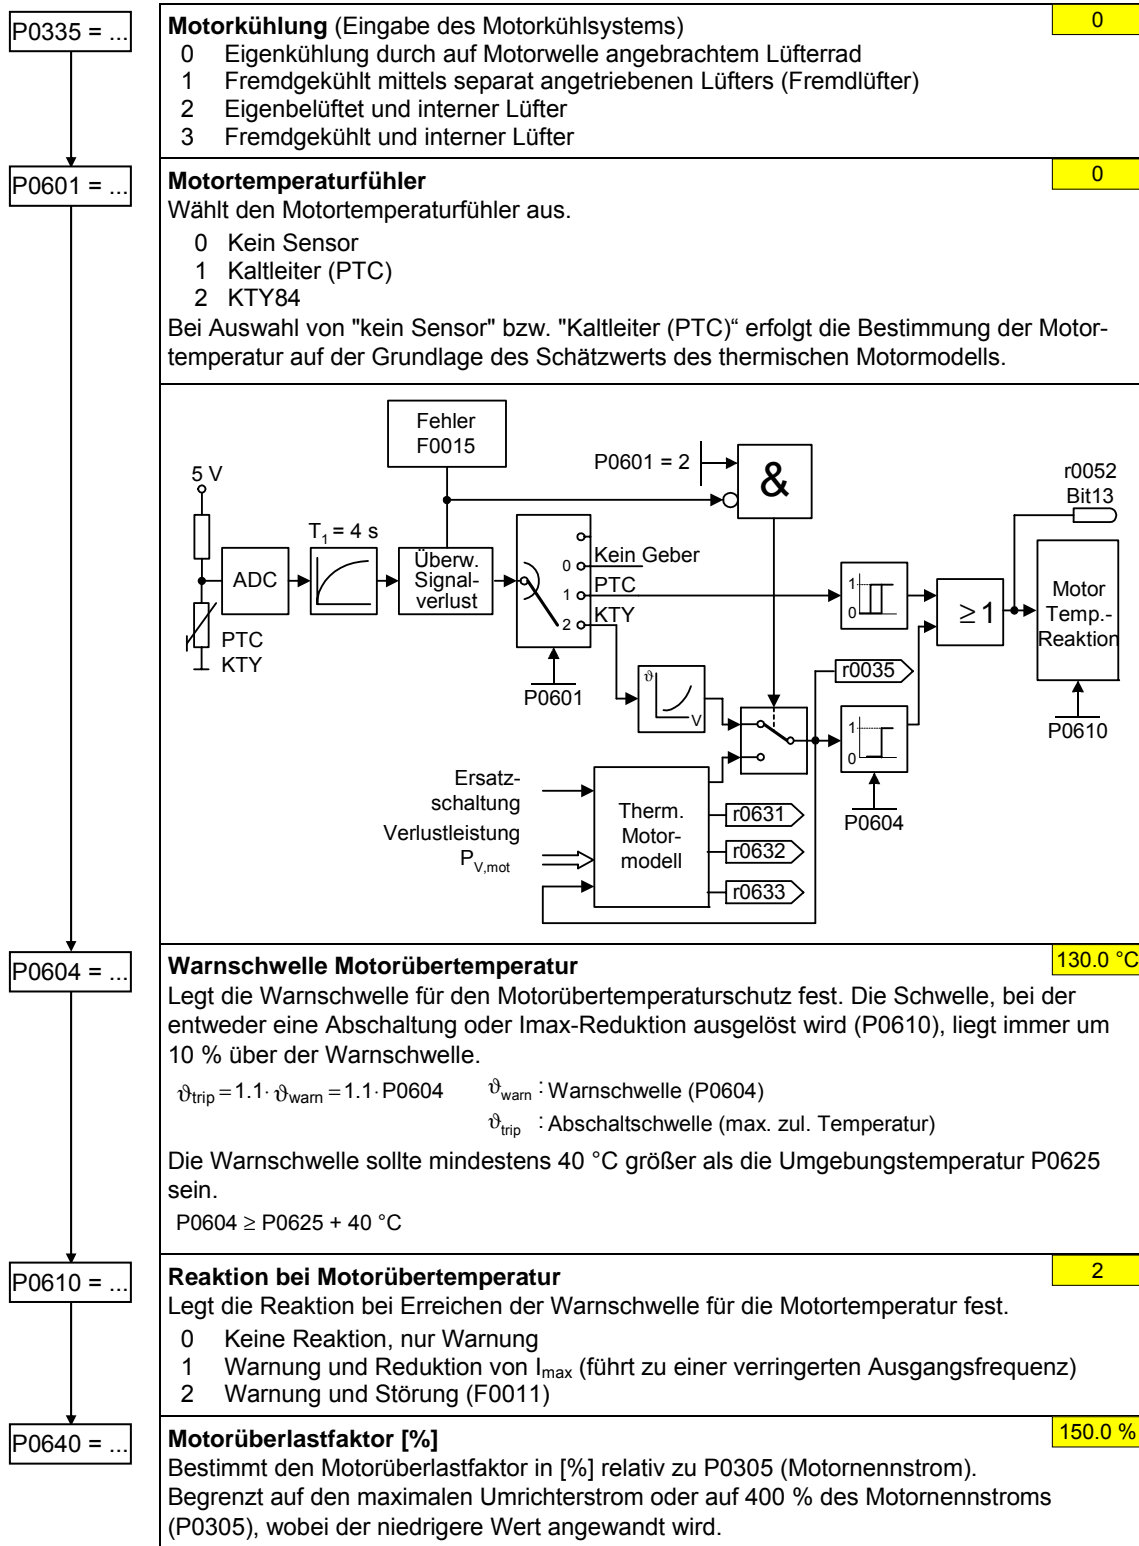 P0335 = ...
Motorkühlung (Eingabe des Motorkühlsystems)
0
0 Eigenkühlung durch auf Motorwelle angebrachtem Lüfterrad
1 Fremdgekühlt mittels separat angetriebenen Lüfters (Fremdlüfter)
2 Eigenbelüftet und interner Lüfter
3 Fremdgekühlt und interner Lüfter
P0601 = ...
Motortemperaturfühler
0
Wählt den Motortemperaturfühler aus.
0 Kein Sensor
1 Kaltleiter (PTC)
2 KTY84
Bei Auswahl von "kein Sensor" bzw. "Kaltleiter (PTC)“ erfolgt die Bestimmung der Motor-
temperatur auf der Grundlage des Schätzwerts des thermischen Motormodells.
Fehler
F0015
P0601 = 2
&
r0052
Bit13
5 V
T1 = 4 s
ADC
Überw.
Signal-
verlust
0 Kein Geber
1 PTC
2 KTY
PTC
KTY
P0601
ϑ
V
1
0
≥ 1
Motor
Temp.-
Reaktion
P0610
r0035
1
0
P0604
Ersatz-
schaltung
Verlustleistung
PV,mot
Therm.
Motor-
modell
r0631
r0632
r0633
P0604 = ...
Warnschwelle Motorübertemperatur
130.0 °C
Legt die Warnschwelle für den Motorübertemperaturschutz fest. Die Schwelle, bei der
entweder eine Abschaltung oder Imax-Reduktion ausgelöst wird (P0610), liegt immer um
10 % über der Warnschwelle.
ϑtrip = 1.1· ϑwarn = 1.1· P0604 ϑwarn : Warnschwelle (P0604)
ϑtrip : Abschaltschwelle (max. zul. Temperatur)
Die Warnschwelle sollte mindestens 40 °C größer als die Umgebungstemperatur P0625
sein.
P0604 ≥ P0625 + 40 °C
P0610 = ...
Reaktion bei Motorübertemperatur
2
Legt die Reaktion bei Erreichen der Warnschwelle für die Motortemperatur fest.
0 Keine Reaktion, nur Warnung
1 Warnung und Reduktion von Imax (führt zu einer verringerten Ausgangsfrequenz)
2 Warnung und Störung (F0011)
P0640 = ...
Motorüberlastfaktor [%]
150.0 %
Bestimmt den Motorüberlastfaktor in [%] relativ zu P0305 (Motornennstrom).
Begrenzt auf den maximalen Umrichterstrom oder auf 400 % des Motornennstroms
(P0305), wobei der niedrigere Wert angewandt wird.